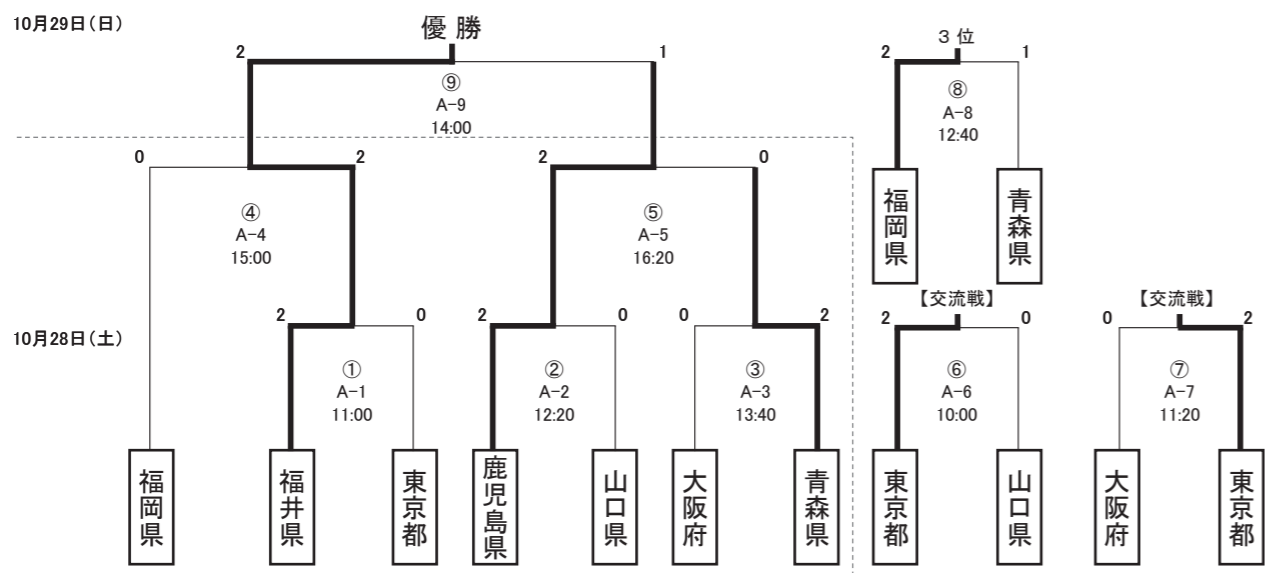 10月29日（日）
優 勝
2
1
⑨
A-9
14:00
３ 位
2
1
⑧
A-8
12:40
福岡県
青森県
0
2
④
A-4
15:00
2
0
⑤
A-5
16:20
10月28日（土）
2
0
①
A-1
11:00
2
0
②
A-2
12:20
0
2
③
A-3
13:40
【交流戦】
2
0
⑥
A-6
10:00
【交流戦】
0
2
⑦
A-7
11:20
福岡県
福井県
東京都
鹿児島県
山口県
大阪府
青森県
東京都
山口県
大阪府
東京都